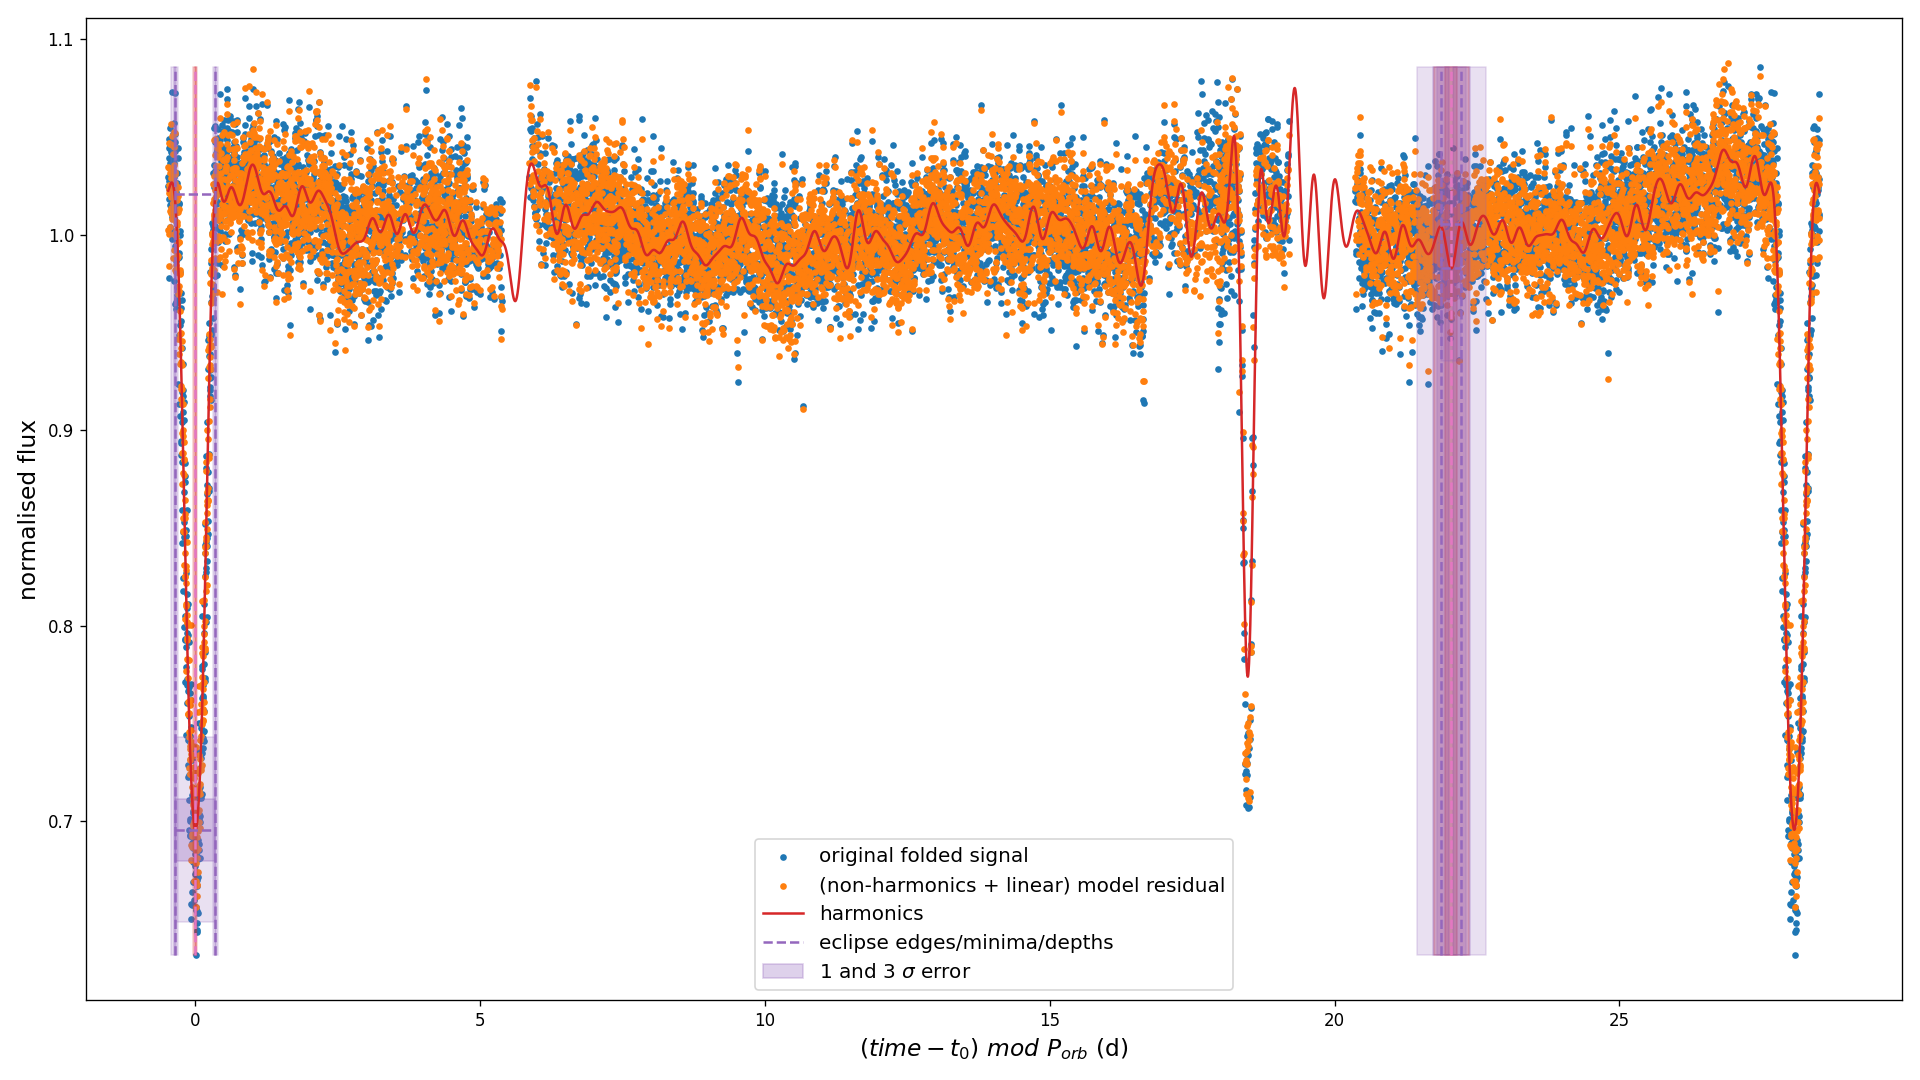 1.1
1.0
0.9
0.8
0.7
normalised flux
0 5 10 15 20 25
(time − t₀) mod Pₒᵣb (d)
original folded signal
(non-harmonics + linear) model residual
harmonics
eclipse edges/minima/depths
1 and 3 σ error